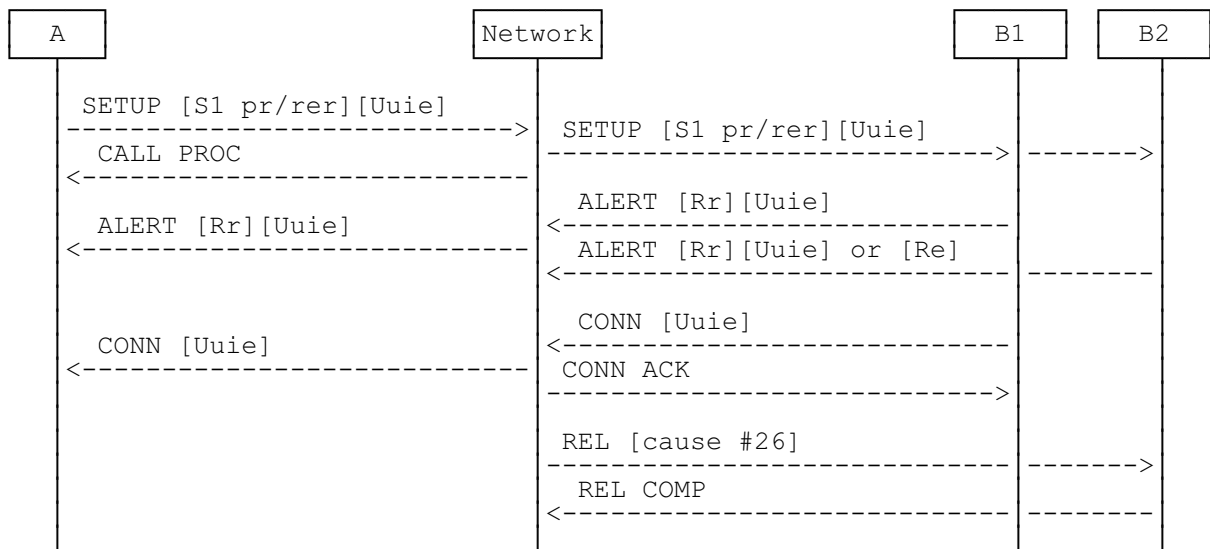 A Network B1 B2
SETUP [S1 pr/rer][Uuie]
SETUP [S1 pr/rer][Uuie]
CALL PROC
ALERT [Rr][Uuie]
ALERT [Rr][Uuie]
ALERT [Rr][Uuie] or [Re]
CONN [Uuie]
CONN [Uuie]
CONN ACK
REL [cause #26]
REL COMP